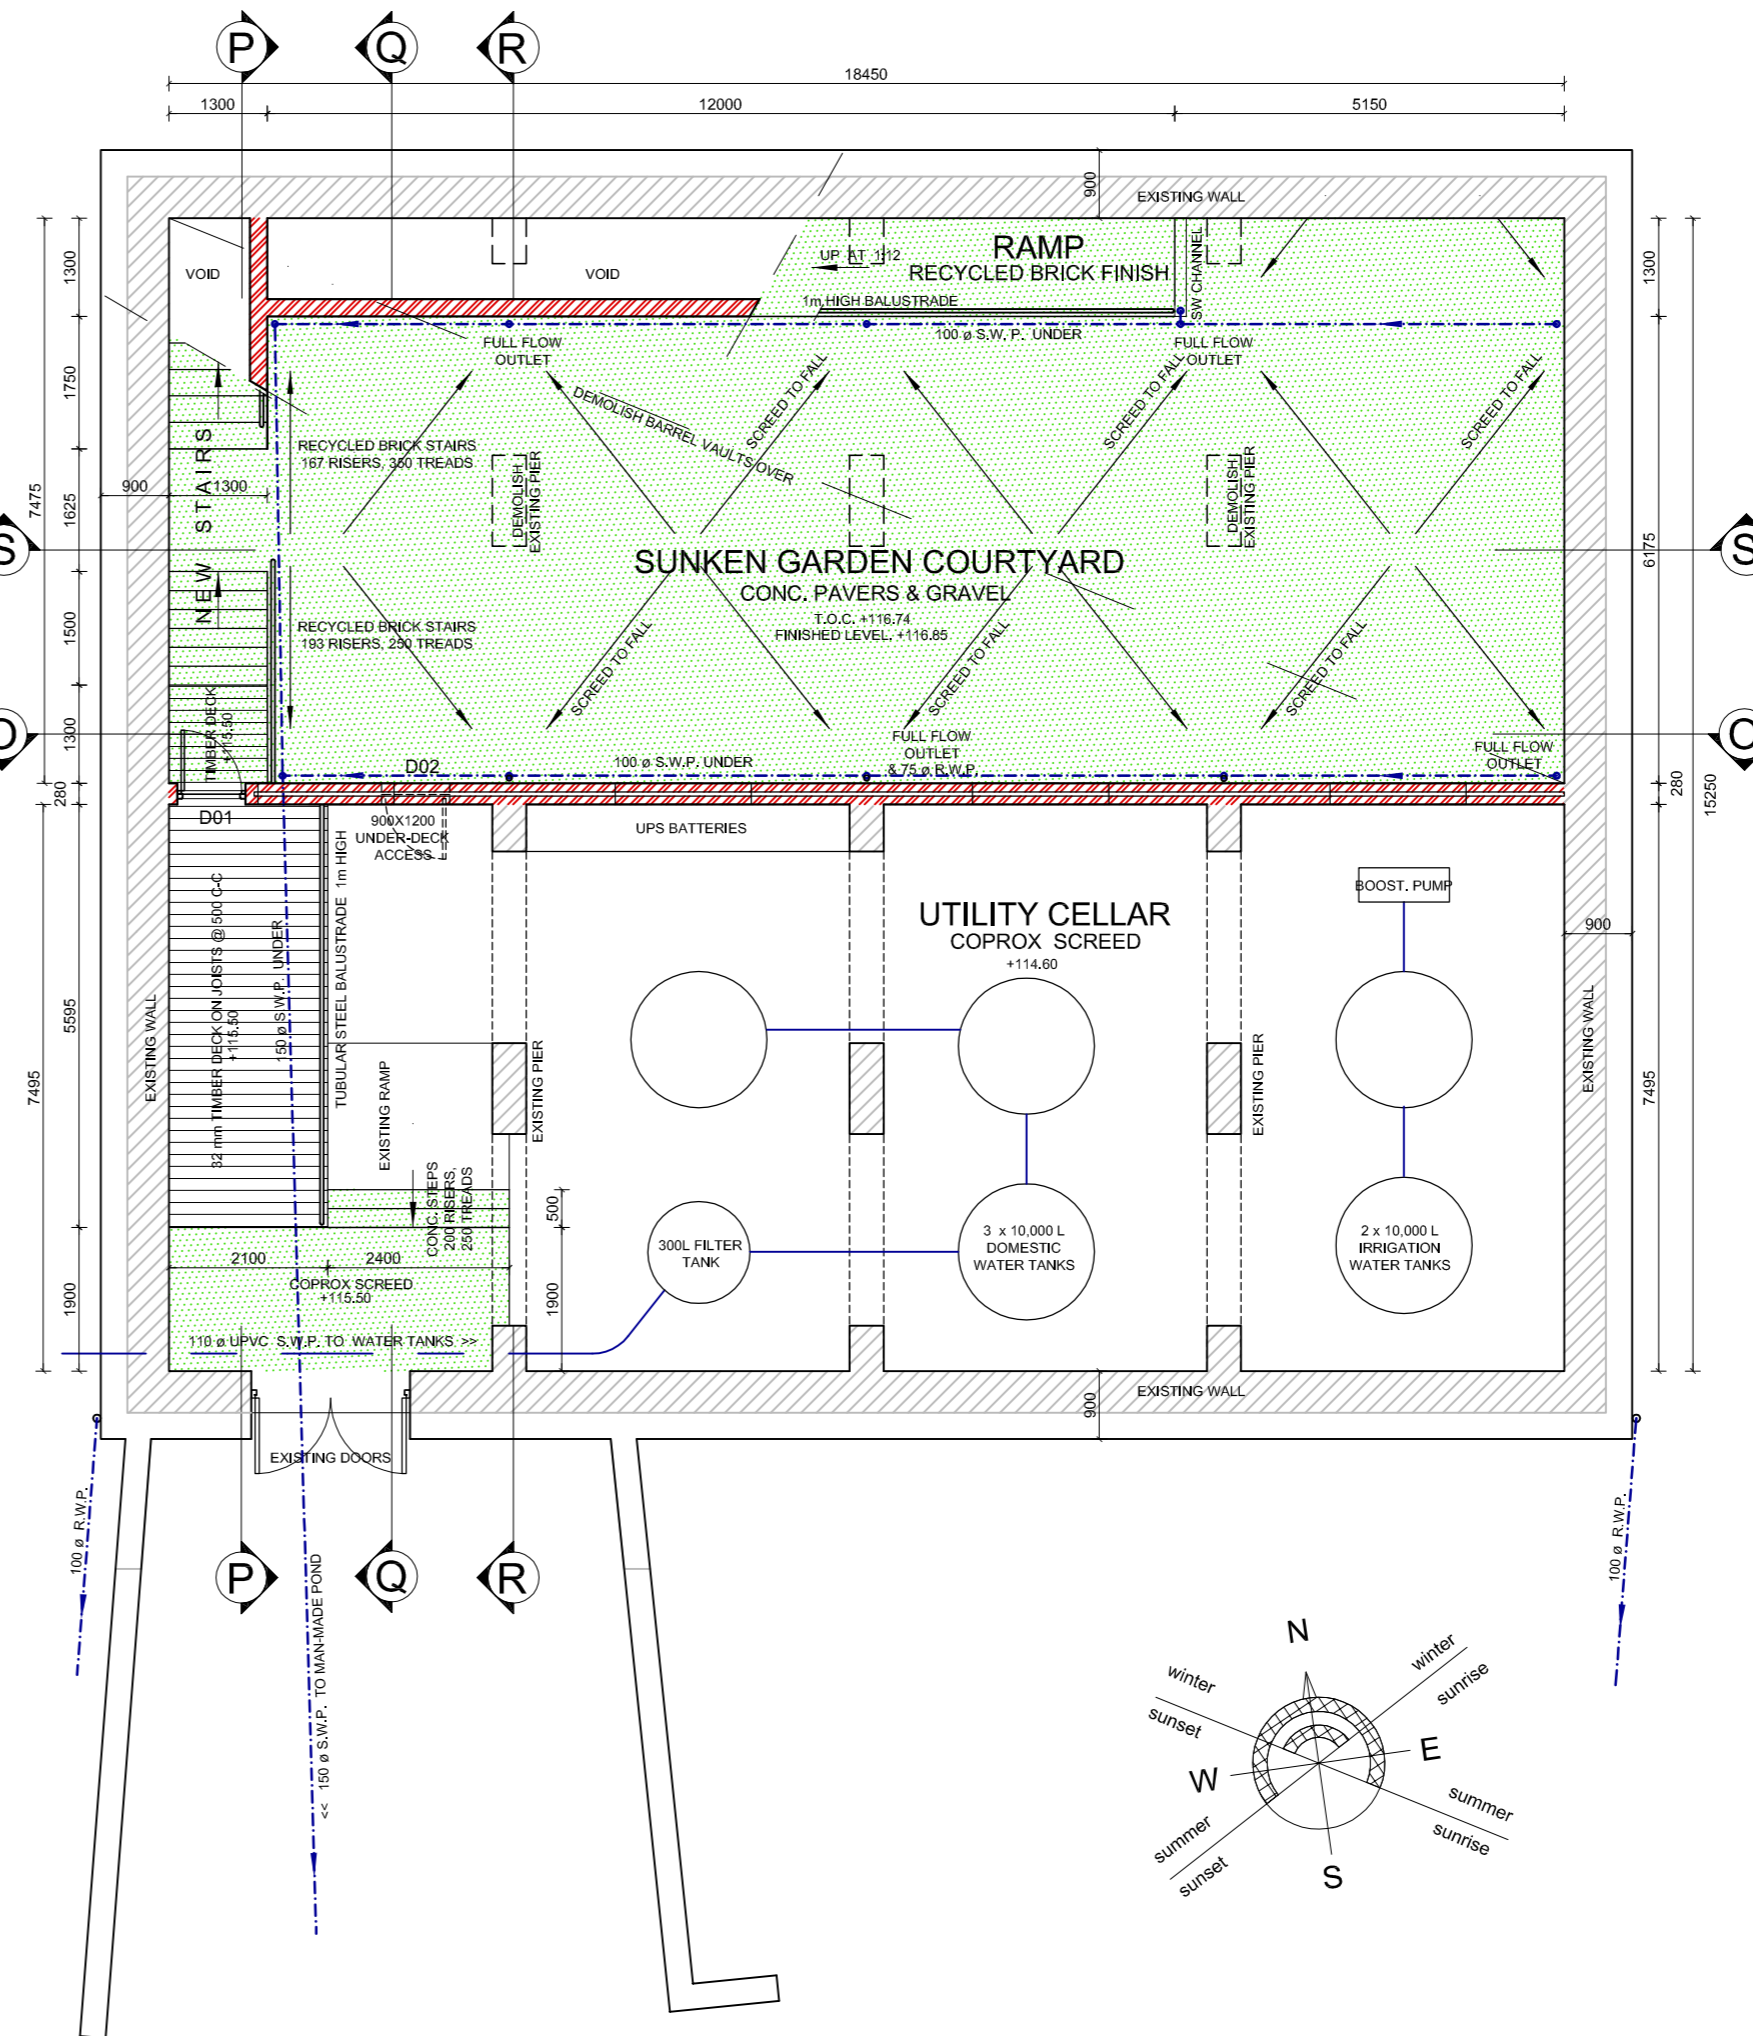 P
Q
R
18450
1300
12000
5150
900
EXISTING WALL
VOID
VOID
UP AT 1:12
RAMP
RECYCLED BRICK FINISH
SW CHANNEL
1m HIGH BALUSTRADE
100 ø S.W. P. UNDER
FULL FLOW
OUTLET
FULL FLOW
OUTLET
1300
1750
1625
1500
1300
280
7475
1300
6175
280
15250
DEMOLISH BARREL VAULTS OVER
SCREED TO FALL
SCREED TO FALL
SCREED TO FALL
RECYCLED BRICK STAIRS
167 RISERS, 350 TREADS
NEW STAIRS
900
1300
DEMOLISH
EXISTING PIER
DEMOLISH
EXISTING PIER
S
S
SUNKEN GARDEN COURTYARD
CONC. PAVERS & GRAVEL
T.O.C. +116.74
FINISHED LEVEL. +116.85
RECYCLED BRICK STAIRS
193 RISERS, 250 TREADS
SCREED TO FALL
SCREED TO FALL
SCREED TO FALL
TIMBER DECK
+115.50
FULL FLOW
OUTLET
& 75 ø R.W.P.
FULL FLOW
OUTLET
D02
100 ø S.W.P. UNDER
D01
900X1200
UNDER-DECK
ACCESS
UPS BATTERIES
BOOST. PUMP
UTILITY CELLAR
COPROX SCREED
+114.60
900
EXISTING WALL
32 mm TIMBER DECK ON JOISTS @ 500 C-C
+115.50
150 ø S.W.P. UNDER
TUBULAR STEEL BALUSTRADE 1m HIGH
EXISTING RAMP
EXISTING PIER
EXISTING PIER
EXISTING WALL
5595
7495
1900
7495
CONC. STEPS
200 RISERS,
250 TREADS
500
1900
300L FILTER
TANK
3 x 10,000 L
DOMESTIC
WATER TANKS
2 x 10,000 L
IRRIGATION
WATER TANKS
2100
2400
COPROX SCREED
+115.50
110 ø UPVC S.W.P. TO WATER TANKS >>
EXISTING WALL
900
EXISTING DOORS
100 ø R.W.P.
100 ø R.W.P.
P
Q
R
<< 150 ø S.W.P. TO MAN-MADE POND
N
winter
sunset
winter
sunrise
W
E
summer
sunset
summer
sunrise
S